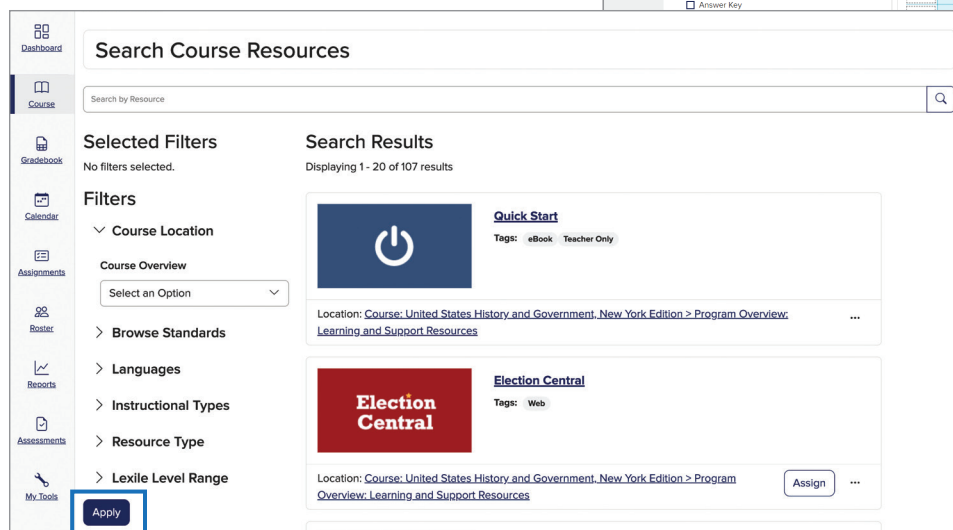 Answer Key
Dashboard
Course
Gradebook
Calendar
Assignments
Roster
Reports
Assessments
My Tools
Search Course Resources
Search by Resource
Selected Filters
No filters selected.
Filters
Course Location
Course Overview
Select an Option
Browse Standards
Languages
Instructional Types
Resource Type
Lexile Level Range
Apply
Search Results
Displaying 1 - 20 of 107 results
Quick Start
Tags: eBook Teacher Only
Location: Course: United States History and Government, New York Edition > Program Overview:
Learning and Support Resources
...
Election
Central
Election Central
Tags: Web
Location: Course: United States History and Government, New York Edition > Program
Overview: Learning and Support Resources
Assign
...